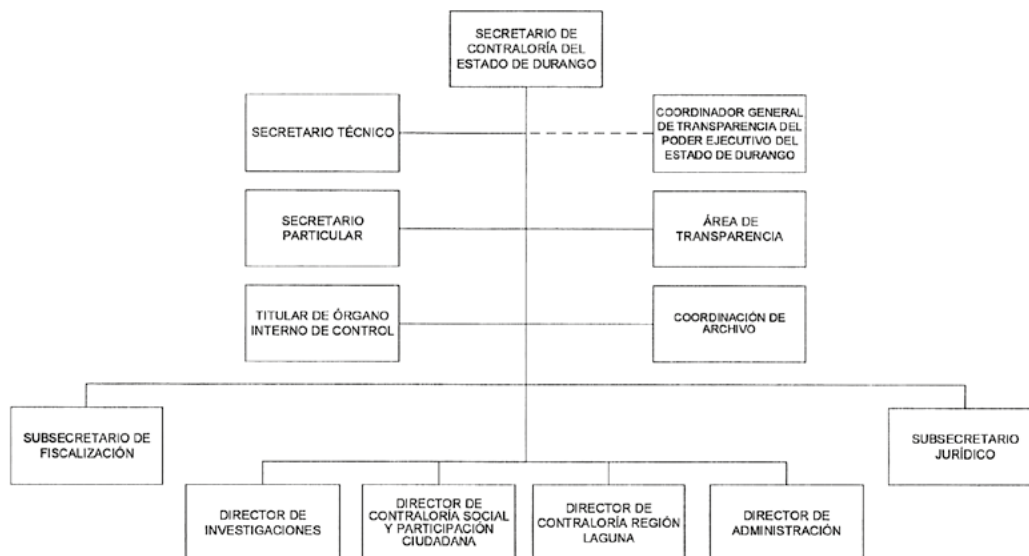 SECRETARIO DE
CONTRALORÍA DEL
ESTADO DE DURANGO
SECRETARIO TÉCNICO
COORDINADOR GENERAL
DE TRANSPARENCIA DEL
PODER EJECUTIVO DEL
ESTADO DE DURANGO
SECRETARIO
PARTICULAR
ÁREA DE
TRANSPARENCIA
TITULAR DE ÓRGANO
INTERNO DE CONTROL
COORDINACIÓN DE
ARCHIVO
SUBSECRETARIO DE
FISCALIZACIÓN
SUBSECRETARIO
JURÍDICO
DIRECTOR DE
INVESTIGACIONES
DIRECTOR DE
CONTRALORÍA SOCIAL
Y PARTICIPACIÓN
CIUDADANA
DIRECTOR DE
CONTRALORÍA REGIÓN
LAGUNA
DIRECTOR DE
ADMINISTRACIÓN